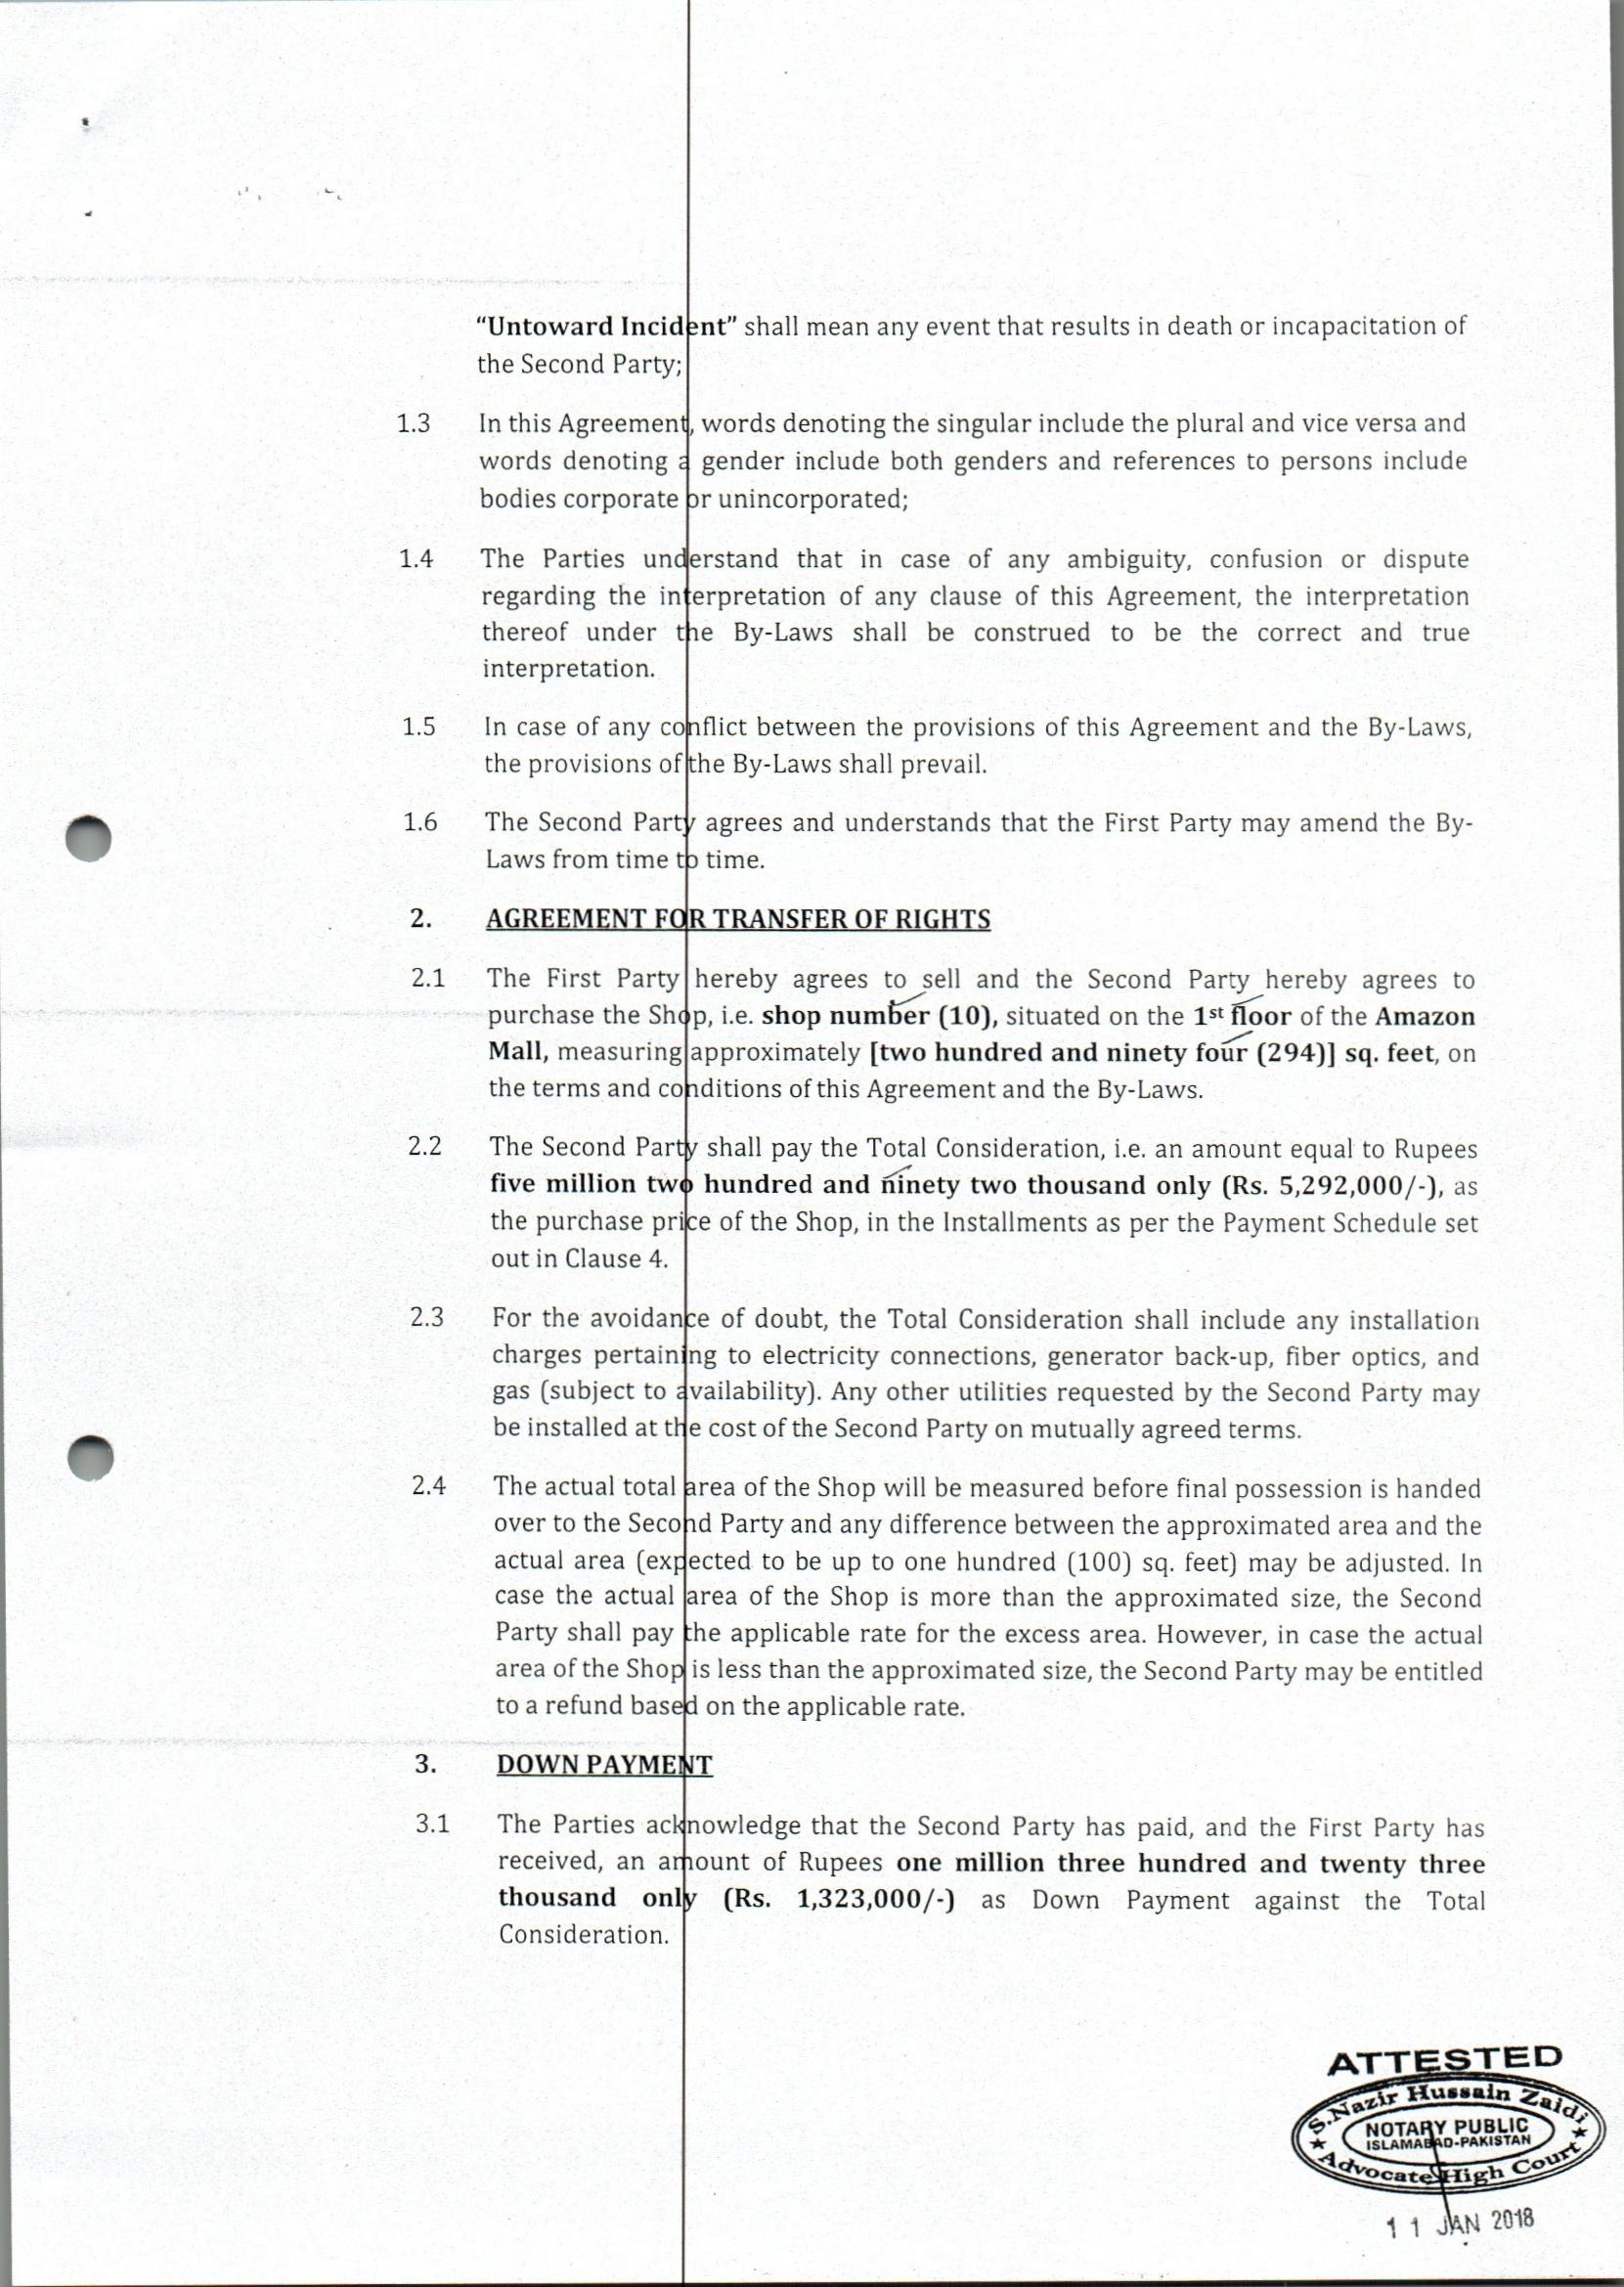 “Untoward Incident” shall mean any event that results in death or incapacitation of
the Second Party;
1.3 In this Agreement, words denoting the singular include the plural and vice versa and
words denoting a gender include both genders and references to persons include
bodies corporate or unincorporated;
1.4 The Parties understand that in case of any ambiguity, confusion or dispute
regarding the interpretation of any clause of this Agreement, the interpretation
thereof under the By-Laws shall be construed to be the correct and true
interpretation.
1.5 In case of any conflict between the provisions of this Agreement and the By-Laws,
the provisions of the By-Laws shall prevail.
1.6 The Second Party agrees and understands that the First Party may amend the By-
Laws from time to time.
2. AGREEMENT FOR TRANSFER OF RIGHTS
2.1 The First Party hereby agrees to sell and the Second Party hereby agrees to
purchase the Shop, i.e. shop number (10), situated on the 1st floor of the Amazon
Mall, measuring approximately [two hundred and ninety four (294)] sq. feet, on
the terms and conditions of this Agreement and the By-Laws.
2.2 The Second Party shall pay the Total Consideration, i.e. an amount equal to Rupees
five million two hundred and ninety two thousand only (Rs. 5,292,000/-), as
the purchase price of the Shop, in the Installments as per the Payment Schedule set
out in Clause 4.
2.3 For the avoidance of doubt, the Total Consideration shall include any installation
charges pertaining to electricity connections, generator back-up, fiber optics, and
gas (subject to availability). Any other utilities requested by the Second Party may
be installed at the cost of the Second Party on mutually agreed terms.
2.4 The actual total area of the Shop will be measured before final possession is handed
over to the Second Party and any difference between the approximated area and the
actual area (expected to be up to one hundred (100) sq. feet) may be adjusted. In
case the actual area of the Shop is more than the approximated size, the Second
Party shall pay the applicable rate for the excess area. However, in case the actual
area of the Shop is less than the approximated size, the Second Party may be entitled
to a refund based on the applicable rate.
3. DOWN PAYMENT
3.1 The Parties acknowledge that the Second Party has paid, and the First Party has
received, an amount of Rupees one million three hundred and twenty three
thousand only (Rs. 1,323,000/-) as Down Payment against the Total
Consideration.
ATTESTED
S.Nazir Hussain Zaidi
NOTARY PUBLIC
ISLAMABAD-PAKISTAN
★ Advocate High Court ★
11 JAN 2018